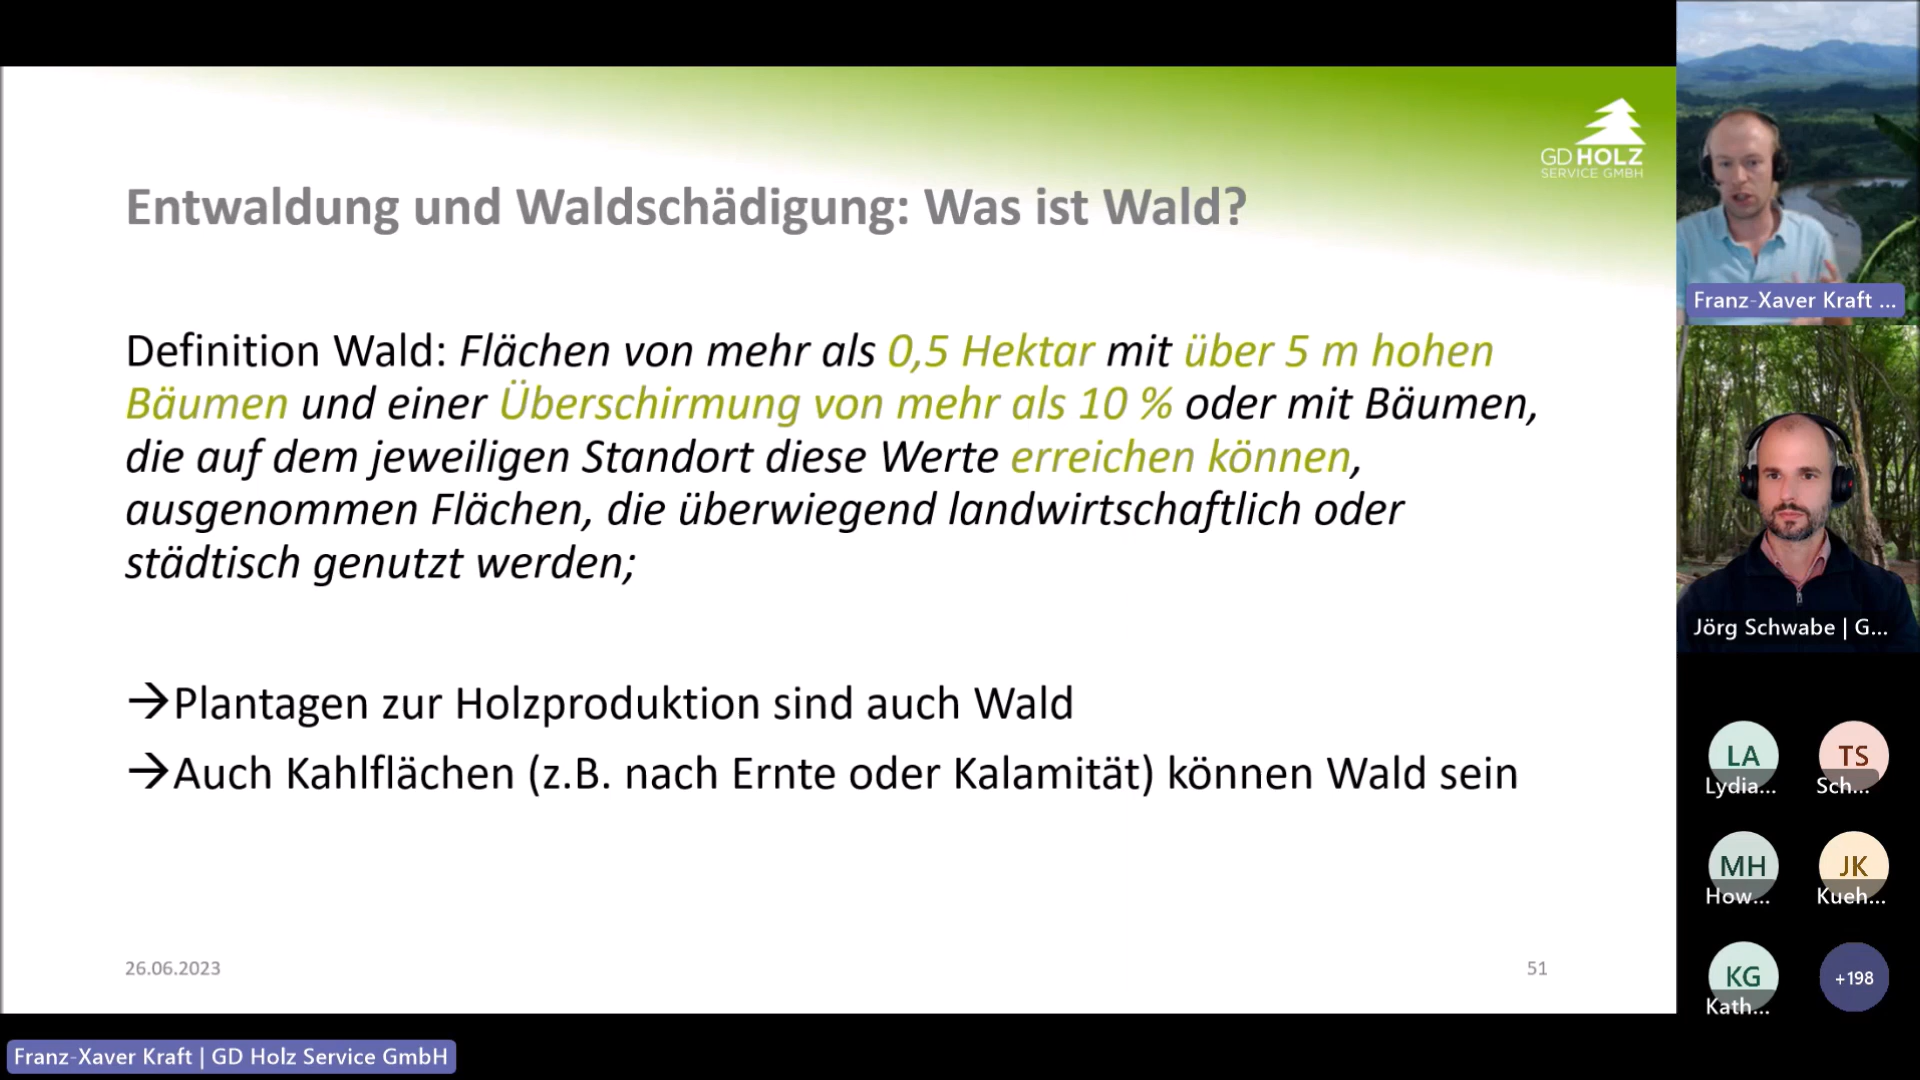 GD HOLZ
SERVICE GMBH
Entwaldung und Waldschädigung: Was ist Wald?
Definition Wald: Flächen von mehr als 0,5 Hektar mit über 5 m hohen
Bäumen und einer Überschirmung von mehr als 10 % oder mit Bäumen,
die auf dem jeweiligen Standort diese Werte erreichen können,
ausgenommen Flächen, die überwiegend landwirtschaftlich oder
städtisch genutzt werden;
→Plantagen zur Holzproduktion sind auch Wald
→Auch Kahlflächen (z.B. nach Ernte oder Kalamität) können Wald sein
26.06.2023
51
Franz-Xaver Kraft | GD Holz Service GmbH
Franz-Xaver Kraft ...
Jörg Schwabe | G...
LA
Lydia...
TS
Sch...
MH
How...
JK
Kueh...
KG
Kath...
+198